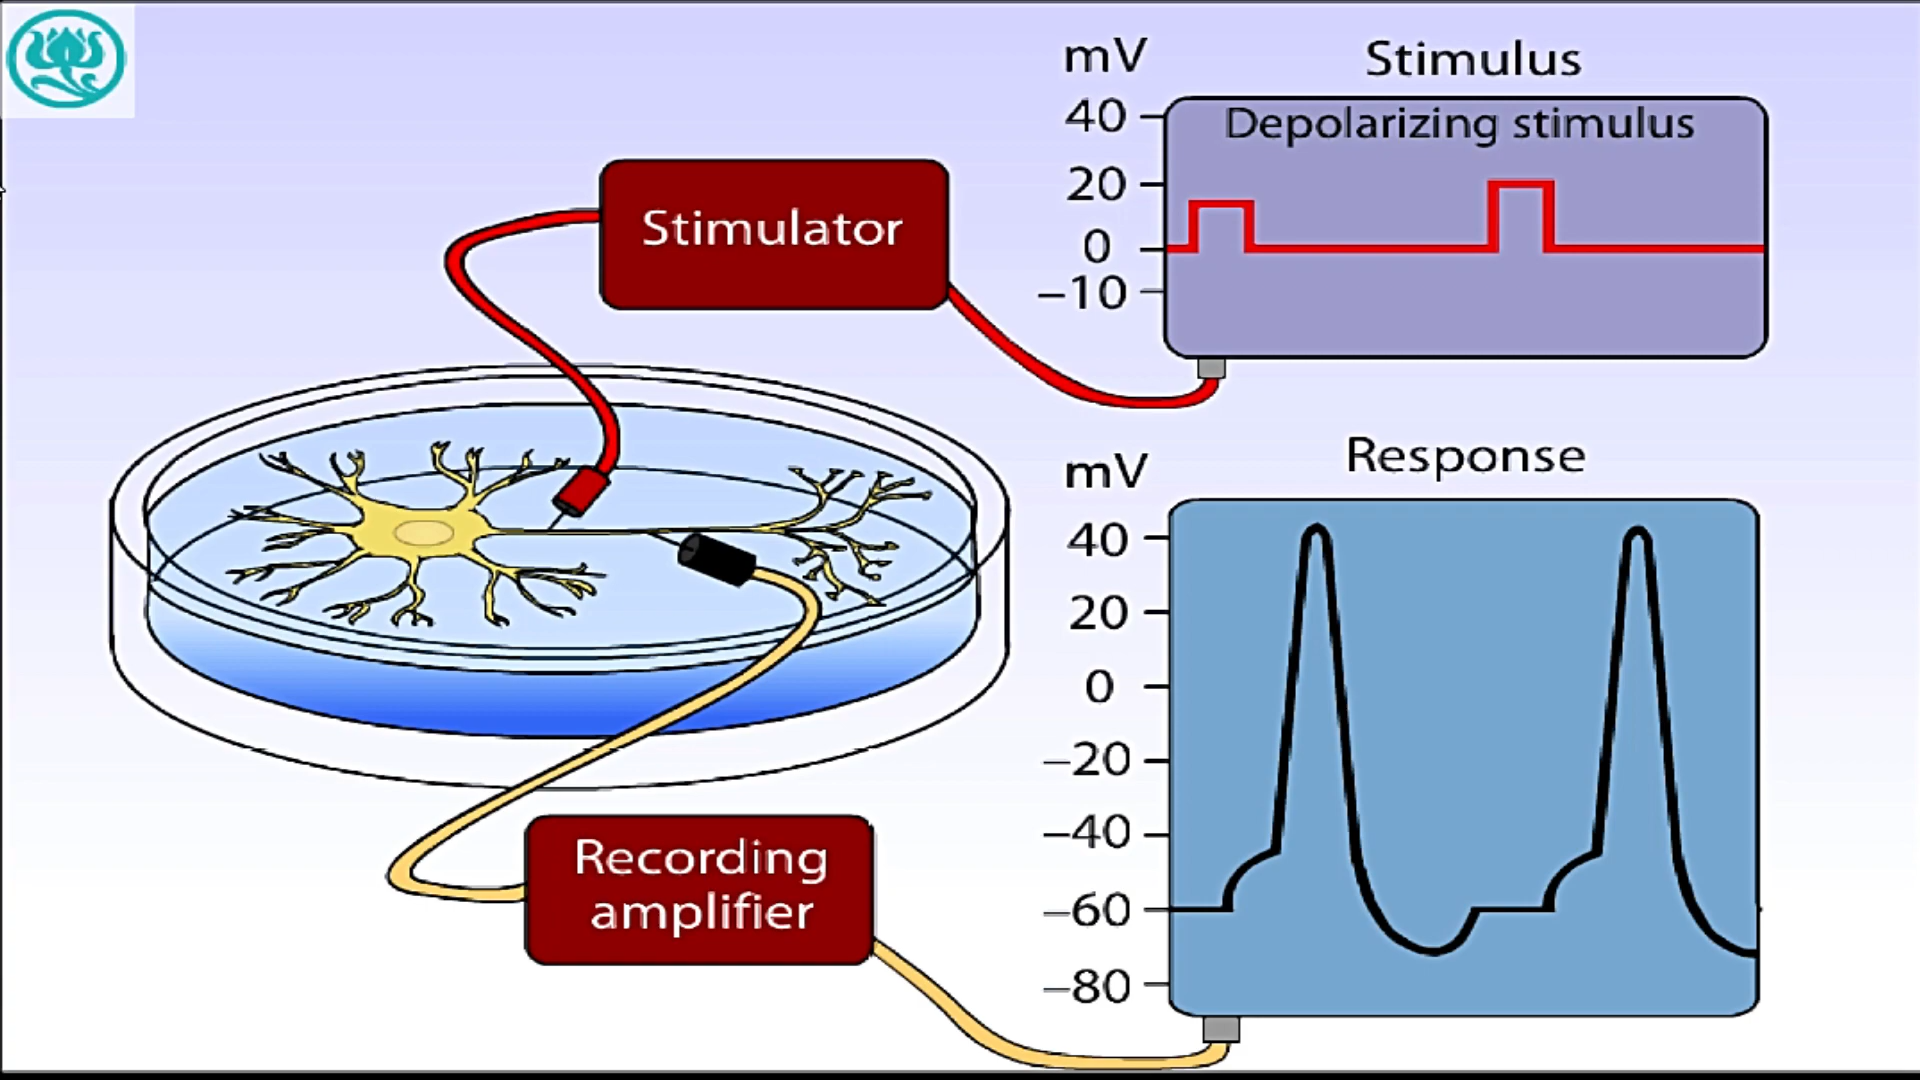 mV
Stimulus
40
Depolarizing stimulus
20
0
–10
Stimulator
mV
Response
40
20
0
–20
–40
–60
–80
Recording
amplifier